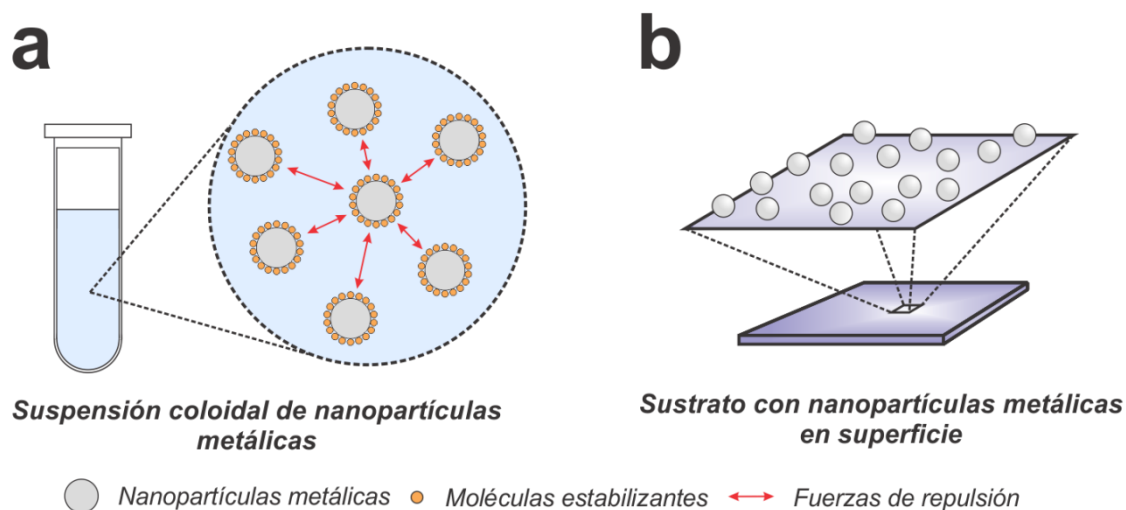 a
b
Suspensión coloidal de nanopartículas
metálicas
Sustrato con nanopartículas metálicas
en superficie
Nanopartículas metálicas
Moléculas estabilizantes
Fuerzas de repulsión